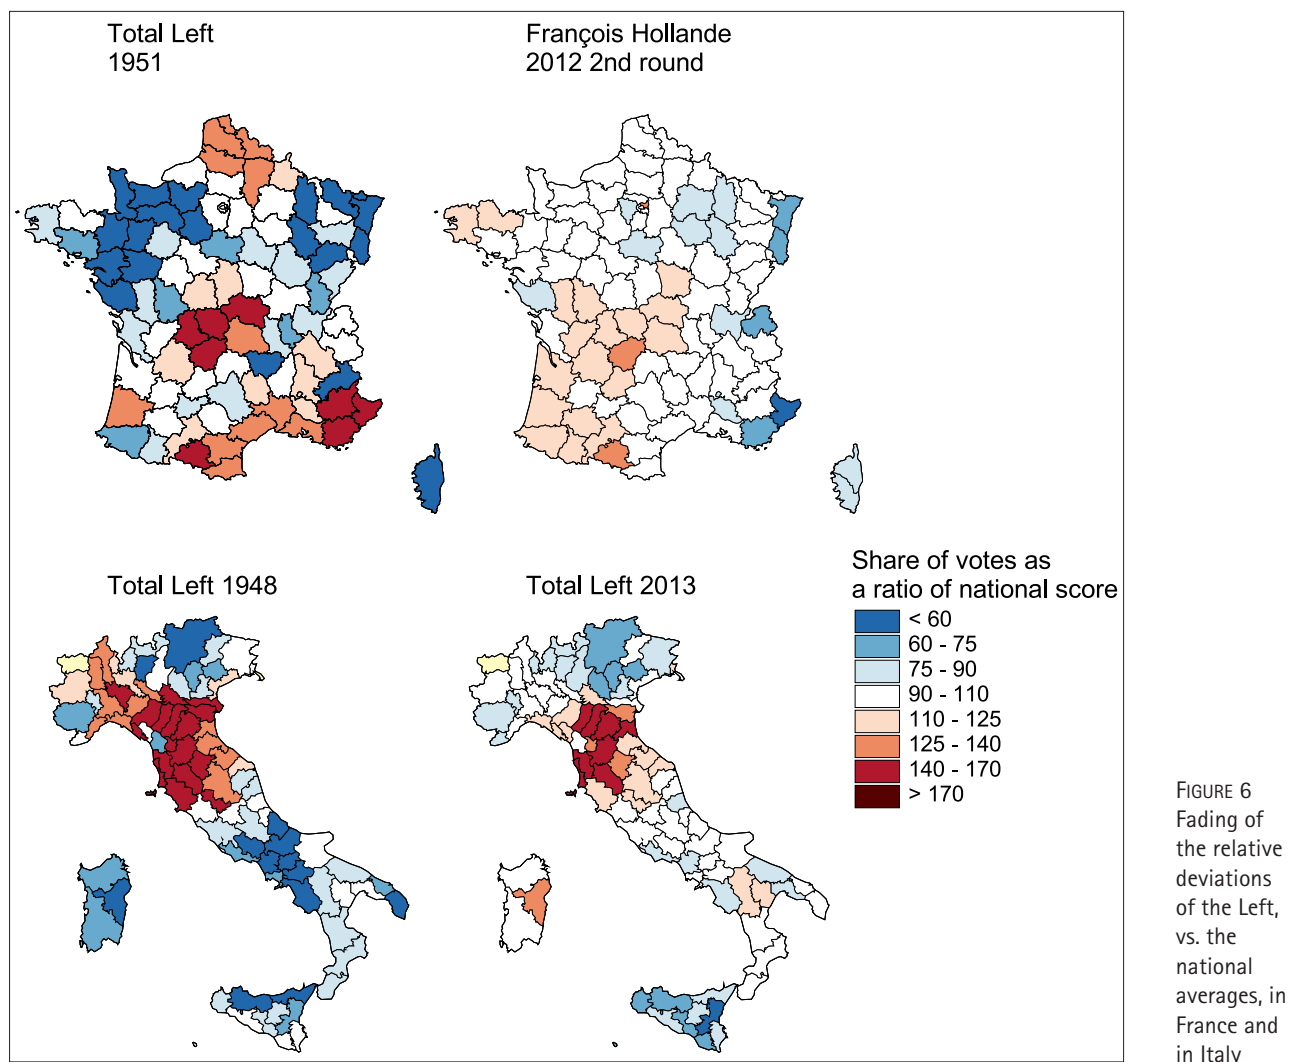 Total Left
1951
François Hollande
2012 2nd round
Total Left 1948
Total Left 2013
Share of votes as
a ratio of national score
< 60
60 - 75
75 - 90
90 - 110
110 - 125
125 - 140
140 - 170
> 170
FIGURE 6
Fading of
the relative
deviations
of the Left,
vs. the
national
averages, in
France and
in Italy